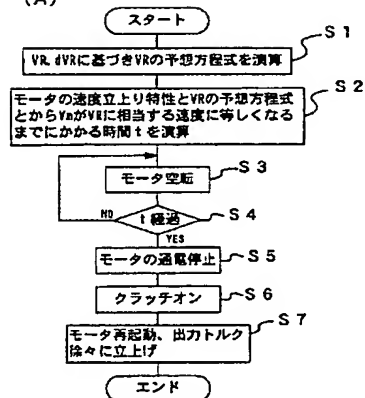 (A)
スタート
S1
VR、dVRに基づきVRの予想方程式を演算
S2
モータの速度立上り特性とVRの予想方程式
とからVmがVRに相当する速度に等しくなる
までにかかる時間tを演算
S3
モータ空転
NO
t経過
S4
YES
モータの通電停止
S5
クラッチオン
S6
S7
モータ再起動、出力トルク
徐々に立上げ
エンド